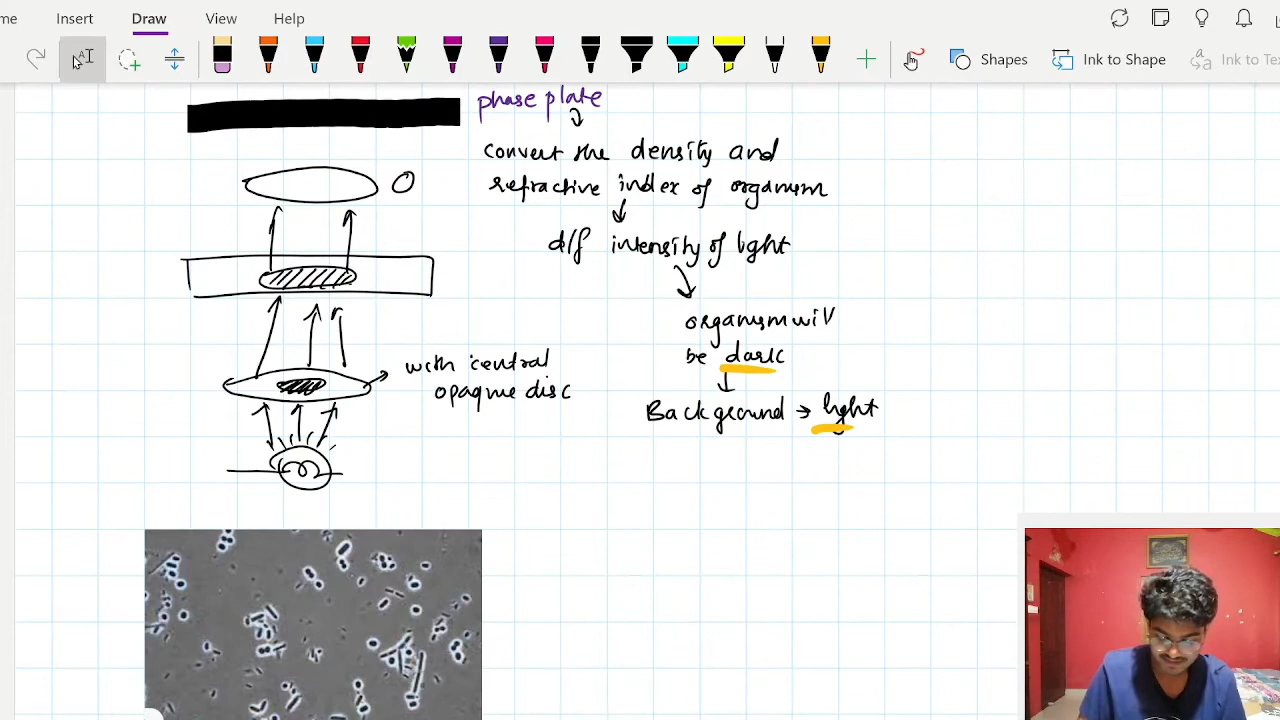 me
Insert
Draw
View
Help
Shapes
Ink to Shape
Ink to Tex
phase plate
convert the density and
refractive index of organism
d/f intensity of light
organism will
be dark
Background → light
O
with central
opaque disc